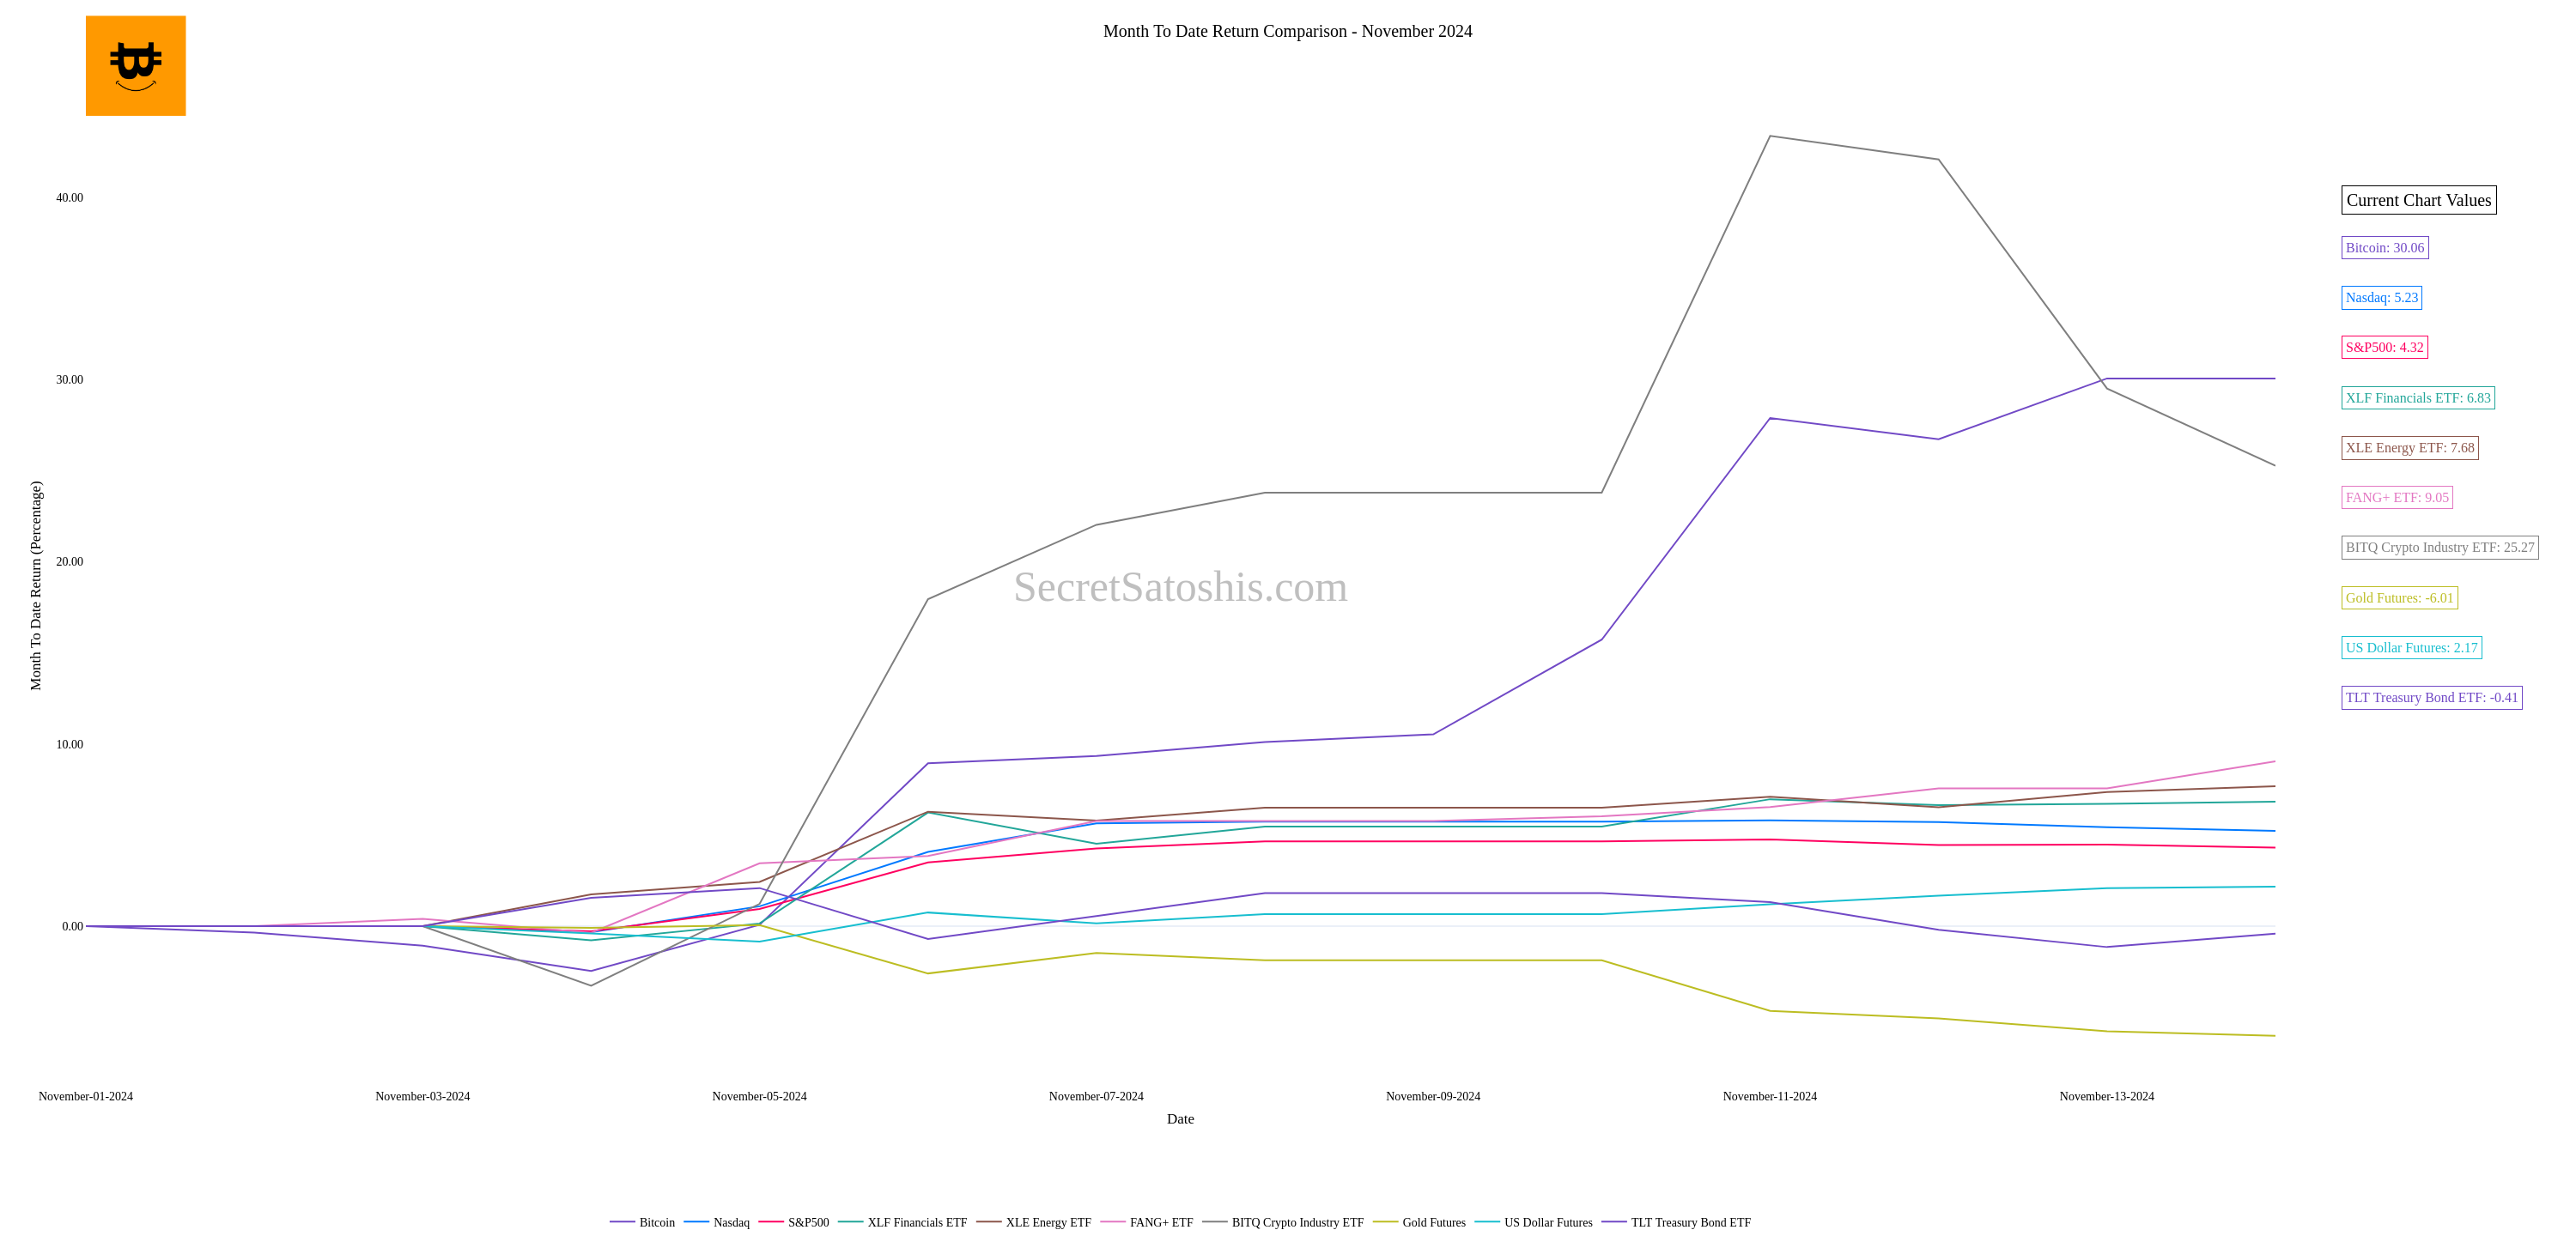 Month To Date Return Comparison - November 2024
40.00
30.00
20.00
10.00
0.00
Month To Date Return (Percentage)
SecretSatoshis.com
Current Chart Values
Bitcoin: 30.06
Nasdaq: 5.23
S&P500: 4.32
XLF Financials ETF: 6.83
XLE Energy ETF: 7.68
FANG+ ETF: 9.05
BITQ Crypto Industry ETF: 25.27
Gold Futures: -6.01
US Dollar Futures: 2.17
TLT Treasury Bond ETF: -0.41
November-01-2024 November-03-2024 November-05-2024 November-07-2024 November-09-2024 November-11-2024 November-13-2024
Date
Bitcoin Nasdaq S&P500 XLF Financials ETF XLE Energy ETF FANG+ ETF BITQ Crypto Industry ETF Gold Futures US Dollar Futures TLT Treasury Bond ETF